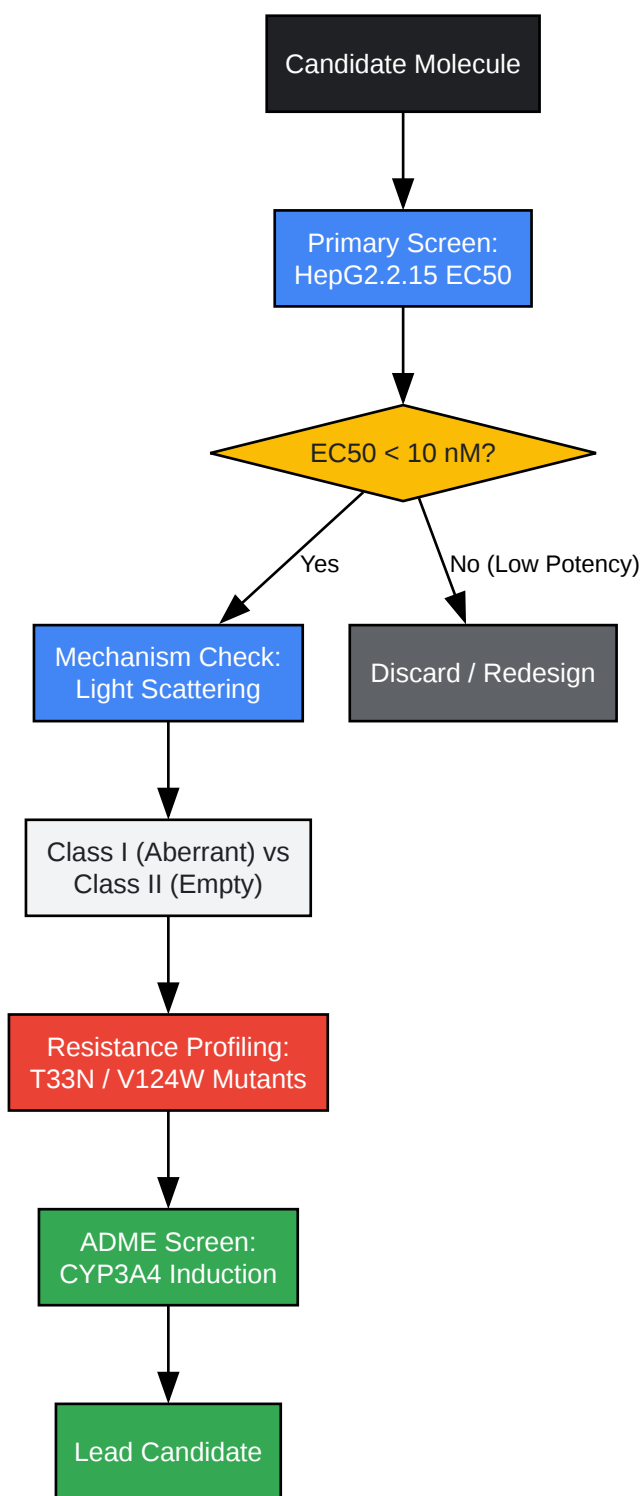 Candidate Molecule
Primary Screen:
HepG2.2.15 EC50
EC50 < 10 nM?
Yes
No (Low Potency)
Mechanism Check:
Light Scattering
Discard / Redesign
Class I (Aberrant) vs
Class II (Empty)
Resistance Profiling:
T33N / V124W Mutants
ADME Screen:
CYP3A4 Induction
Lead Candidate